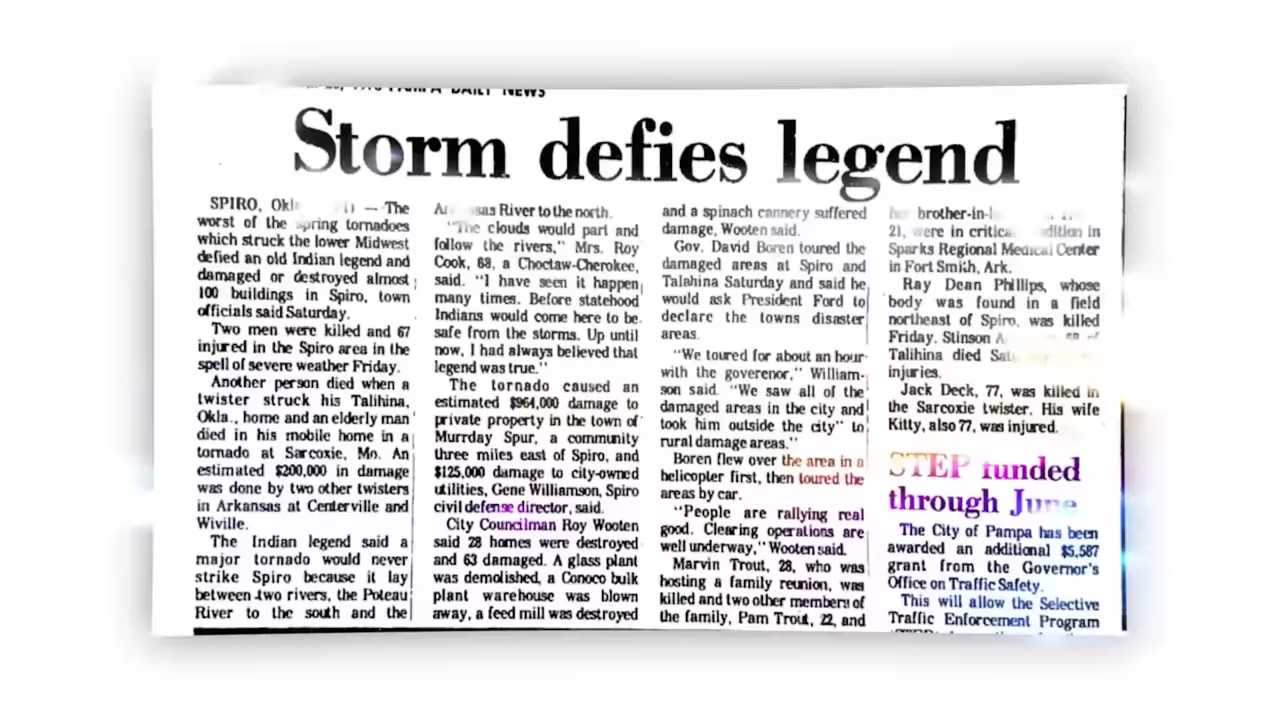 DAILY NEWS
Storm defies legend
SPIRO, — The
worst of the spring tornadoes
which struck the lower Midwest
defied an old Indian legend and
damaged or destroyed almost
100 buildings in Spiro, town
officials said Saturday.
Two men were killed and 67
injured in the Spiro area in the
spell of severe weather Friday.
Another person died when a
twister struck his Talihina,
Okla., home and an elderly man
died in his mobile home in a
tornado at Sarcoxie, Mo. An
estimated $200,000 in damage
was done by two other twisters
in Arkansas at Centerville and
Wiville.
The Indian legend said a
major tornado would never
strike Spiro because it lay
between two rivers, the Poteau
River to the south and the
River to the north.
"The clouds would part and
follow the rivers," Mrs. Roy
Cook, 68, a Choctaw-Cherokee,
said. "I have seen it happen
many times. Before statehood
Indians would come here to be
safe from the storms. Up until
now, I had always believed that
legend was true."
The tornado caused an
estimated $964,000 damage to
private property in the town of
Murrday Spur, a community
three miles east of Spiro, and
$125,000 damage to city-owned
utilities, Gene Williamson, Spiro
civil defense director, said.
City Councilman Roy Wooten
said 28 homes were destroyed
and 63 damaged. A glass plant
was demolished, a Conoco bulk
plant warehouse was blown
away, a feed mill was destroyed
and a spinach cannery suffered
damage, Wooten said.
Gov. David Boren toured the
damaged areas at Spiro and
Talahina Saturday and said he
would ask President Ford to
declare the towns disaster
areas.
"We toured for about an hour
with the goverenor," William-
son said. "We saw all of the
damaged areas in the city and
took him outside the city" to
rural damage areas."
Boren flew over the area in a
helicopter first, then toured the
areas by car.
"People are rallying real
good. Clearing operations are
well underway," Wooten said.
Marvin Trout, 28, who was
hosting a family reunion, was
killed and two other members of
the family, Pam Trout, 22, and
her
21, were in critical condition in
Sparks Regional Medical Center
in Fort Smith, Ark.
Ray Dean Phillips, whose
body was found in a field
northeast of Spiro, was killed
Friday. Stinson of
Talihina died
injuries.
Jack Deck, 77, was killed in
the Sarcoxie twister. His wife
Kitty, also 77, was injured.
STEP funded
through June
The City of Pampa has been
awarded an additional $5,587
grant from the Governor's
Office on Traffic Safety.
This will allow the Selective
Traffic Enforcement Program